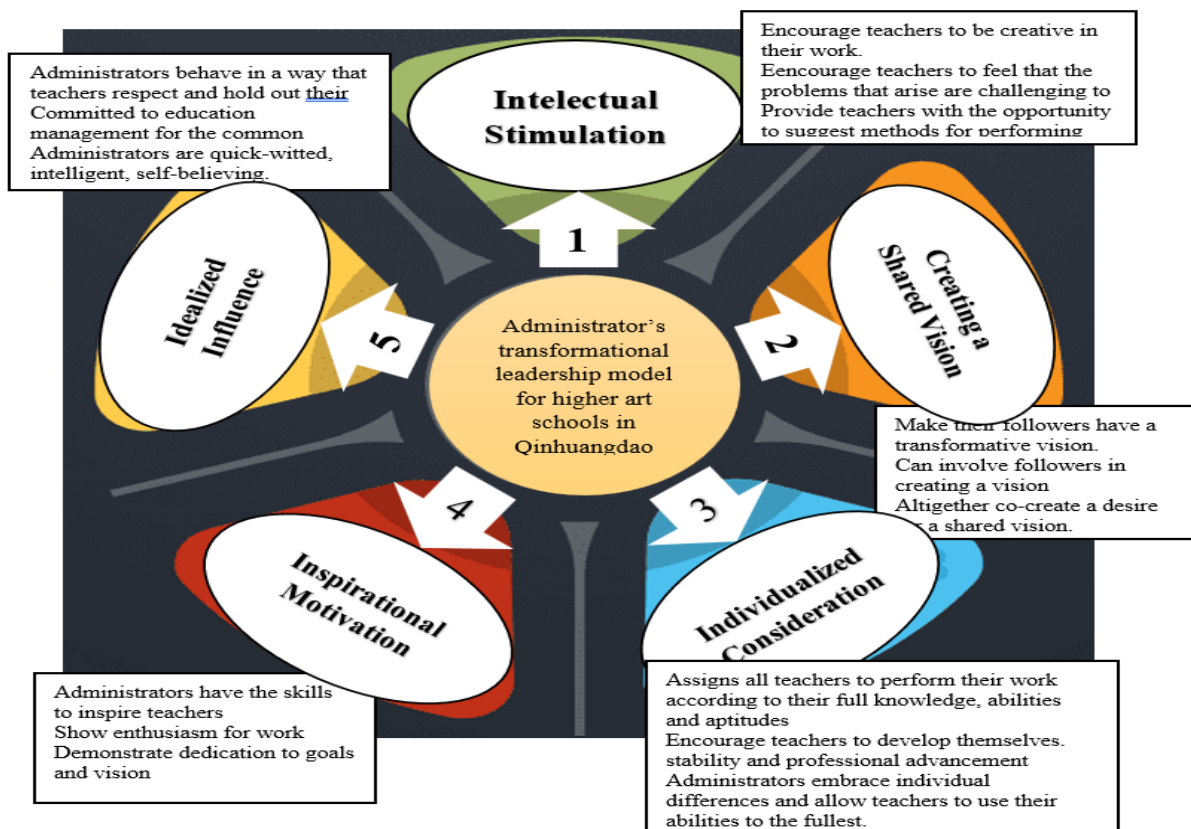 Administrator's
transformational
leadership model
for higher art
schools in
Qinhuangdao
1
Intelectual
Stimulation
Encourage teachers to be creative in
their work.
Eencourage teachers to feel that the
problems that arise are challenging to
Provide teachers with the opportunity
to suggest methods for performing
2
Creating a
Shared Vision
Make their followers have a
transformative vision.
Can involve followers in
creating a vision
Altigether co-create a desire
a shared vision.
3
Individualized
Consideration
Assigns all teachers to perform their work
according to their full knowledge, abilities
and aptitudes
Encourage teachers to develop themselves.
stability and professional advancement
Administrators embrace individual
differences and allow teachers to use their
abilities to the fullest.
4
Inspirational
Motivation
Administrators have the skills
to inspire teachers
Show enthusiasm for work
Demonstrate dedication to goals
and vision
5
Idealized
Influence
Administrators behave in a way that
teachers respect and hold out their
Committed to education
management for the common
Administrators are quick-witted,
intelligent, self-believing.